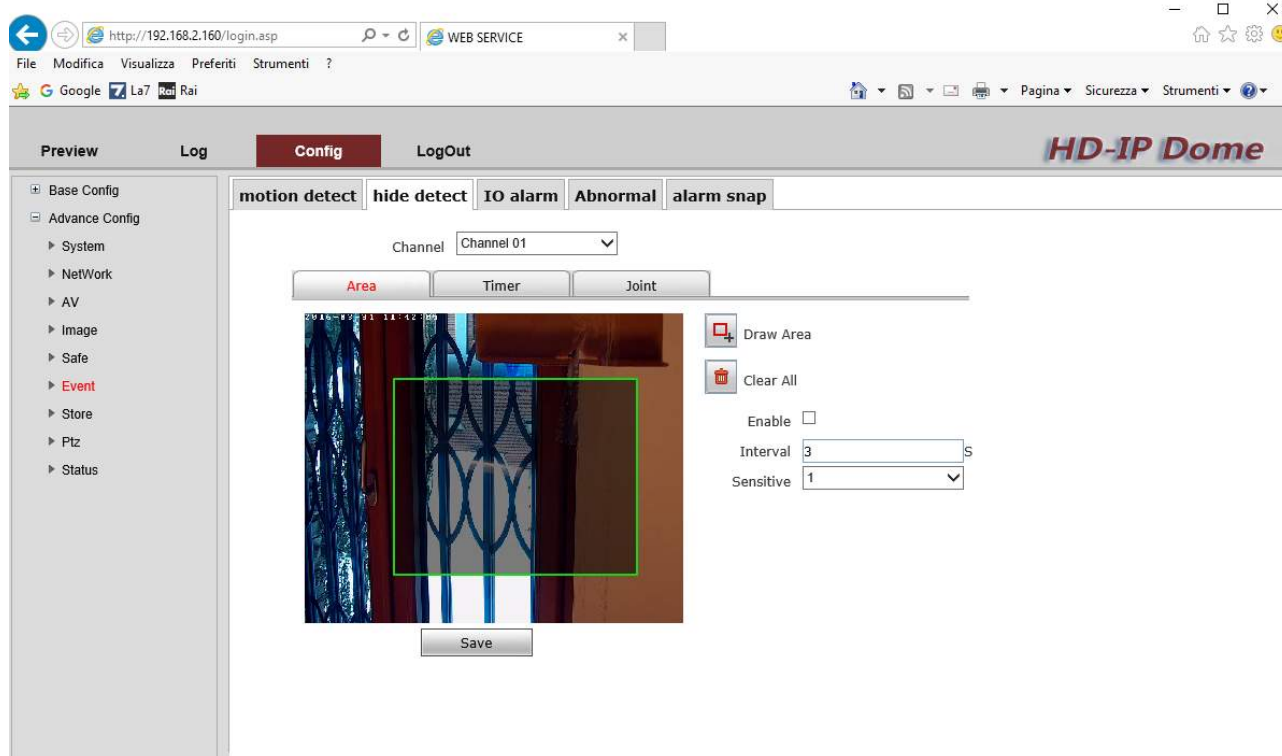 http://192.168.2.160/login.asp WEB SERVICE
File Modifica Visualizza Preferiti Strumenti ?
Google La7 Rai Rai Pagina Sicurezza Strumenti
Preview Log Config LogOut HD-IP Dome
Base Config
Advance Config
System
NetWork
AV
Image
Safe
Event
Store
Ptz
Status
motion detect hide detect IO alarm Abnormal alarm snap
Channel Channel 01
Area Timer Joint
Draw Area
Clear All
Enable
Interval 3 S
Sensitive 1
Save